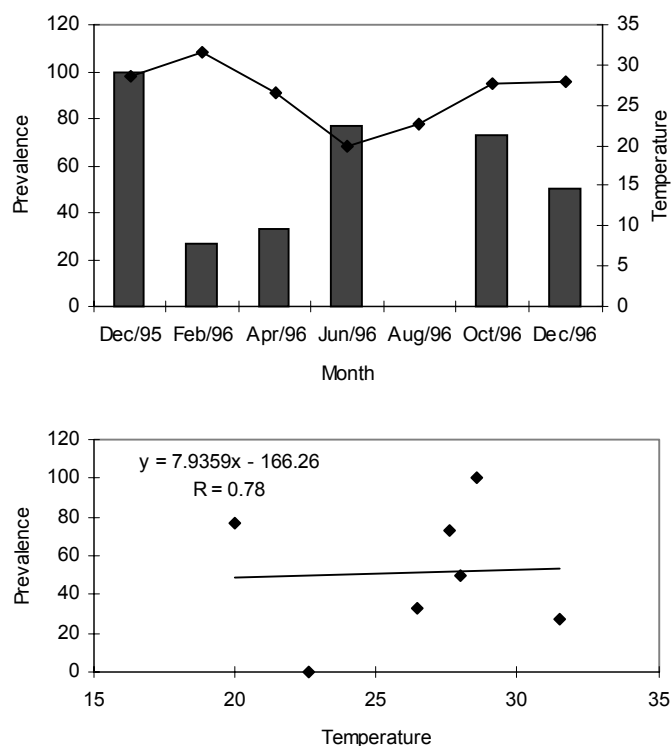 120
100
80
60
40
20
0
Prevalence
35
30
25
20
15
10
5
0
Temperature
Dec/95 Feb/96 Apr/96 Jun/96 Aug/96 Oct/96 Dec/96
Month
120
100
80
60
40
20
0
Prevalence
y = 7.9359x - 166.26
R = 0.78
15 20 25 30 35
Temperature